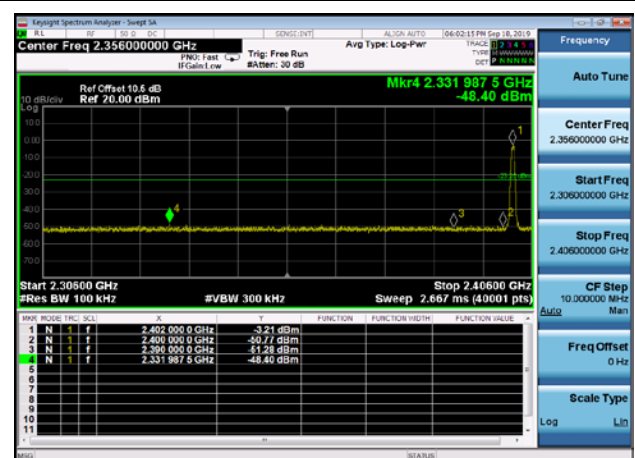 Keysight Spectrum Analyzer - Swept SA
RL RF 50 Ω DC SENSE:INT ALIGN AUTO 06:02:15 PM Sep 18, 2019
Center Freq 2.356000000 GHz
PNO: Fast
IFGain:Low
Trig: Free Run
#Atten: 30 dB
Avg Type: Log-Pwr
TRACE 1 2 3 4 5 6
TYPE
DET P N N N N N
Frequency
Ref Offset 10.5 dB
10 dB/div Ref 20.00 dBm
Mkr4 2.331 987 5 GHz
-48.40 dBm
Log
10.0
0.00
10.0
20.0
30.0
40.0
50.0
60.0
70.0
1
4
3
2
Start 2.30600 GHz
Stop 2.40600 GHz
#Res BW 100 kHz
#VBW 300 kHz
Sweep 2.667 ms (40001 pts)
MKR MODE TRC SCL X Y FUNCTION FUNCTION WIDTH FUNCTION VALUE
1 N 1 f 2.402 000 0 GHz -3.21 dBm
2 N 1 f 2.400 000 0 GHz -50.77 dBm
3 N 1 f 2.390 000 0 GHz -51.28 dBm
4 N 1 f 2.331 987 5 GHz -48.40 dBm
5
6
7
8
9
10
11
MSG
STATUS
Auto Tune
Center Freq
2.356000000 GHz
Start Freq
2.306000000 GHz
Stop Freq
2.406000000 GHz
CF Step
10.000000 MHz
Auto Man
Freq Offset
0 Hz
Scale Type
Log Lin